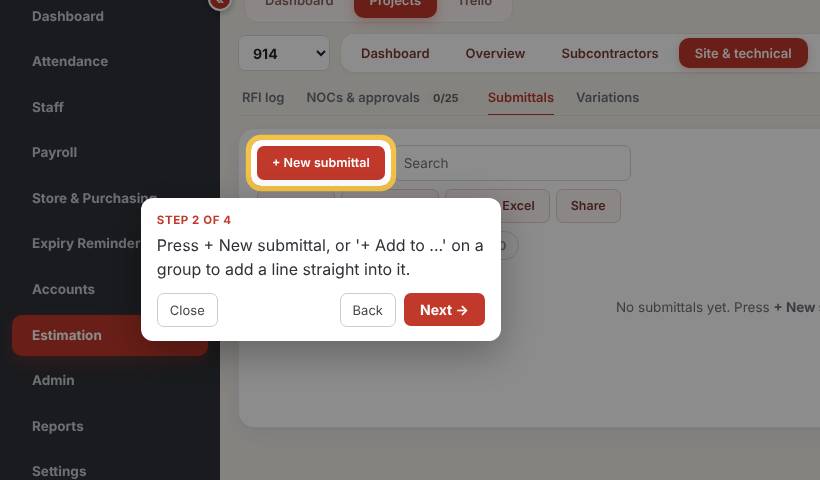 Dashboard
Projects
Trello
Dashboard
Attendance
Staff
Payroll
Store & Purchasing
Expiry Reminder
Accounts
Estimation
Admin
Reports
Settings
914
Dashboard Overview Subcontractors Site & technical
RFI log NOCs & approvals 0/25 Submittals Variations
+ New submittal
Search
Excel
Share
STEP 2 OF 4
Press + New submittal, or '+ Add to ...' on a
group to add a line straight into it.
Close Back Next →
No submittals yet. Press + New